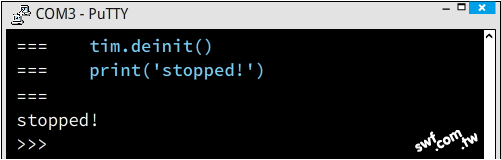 COM3 - PuTTY
===    tim.deinit()
===    print('stopped!')
===
stopped!
>>>
swf.com.tw